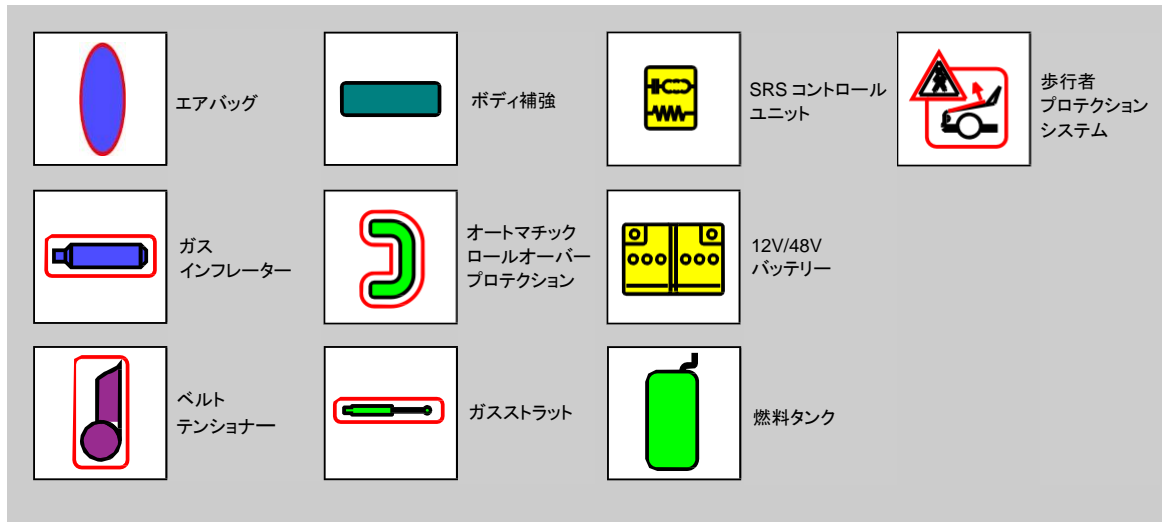 エアバッグ
ボディ補強
SRS コントロール
ユニット
歩行者
プロテクション
システム
ガス
インフレーター
オートマチック
ロールオーバー
プロテクション
12V/48V
バッテリー
ベルト
テンショナー
ガスストラット
燃料タンク